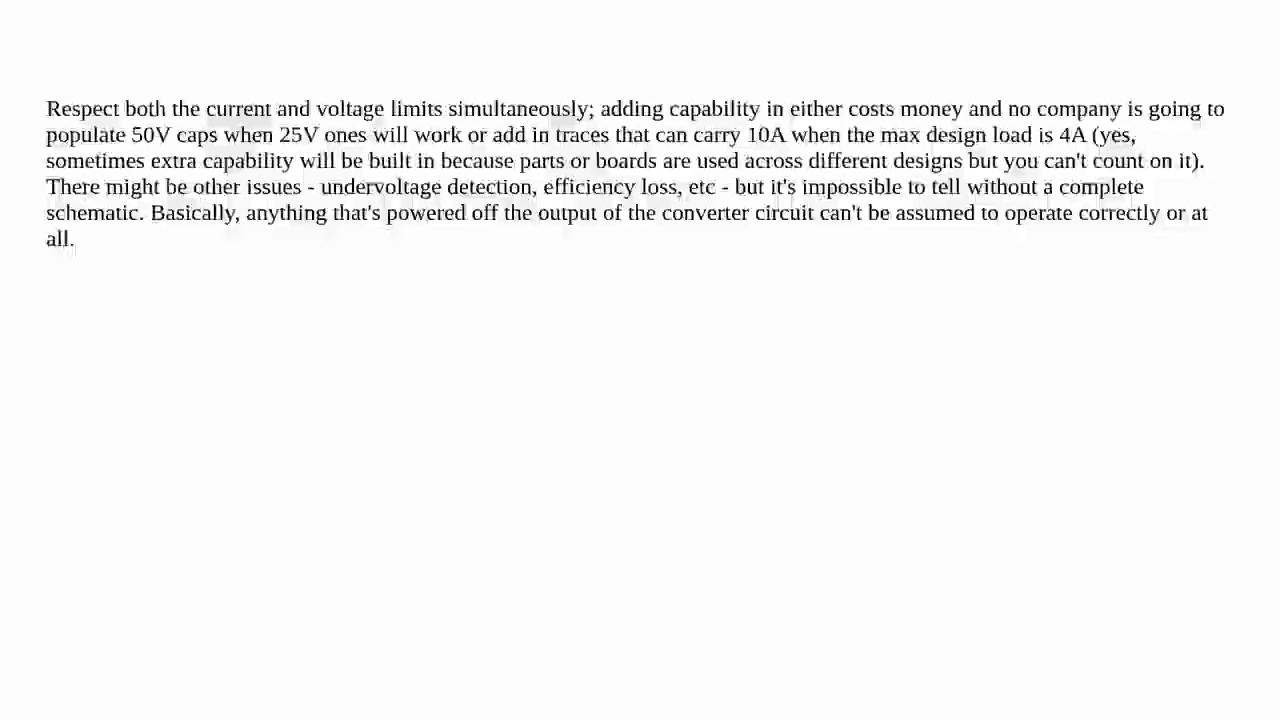 Respect both the current and voltage limits simultaneously; adding capability in either costs money and no company is going to
populate 50V caps when 25V ones will work or add in traces that can carry 10A when the max design load is 4A (yes,
sometimes extra capability will be built in because parts or boards are used across different designs but you can't count on it).
There might be other issues - undervoltage detection, efficiency loss, etc - but it's impossible to tell without a complete
schematic. Basically, anything that's powered off the output of the converter circuit can't be assumed to operate correctly or at
all.